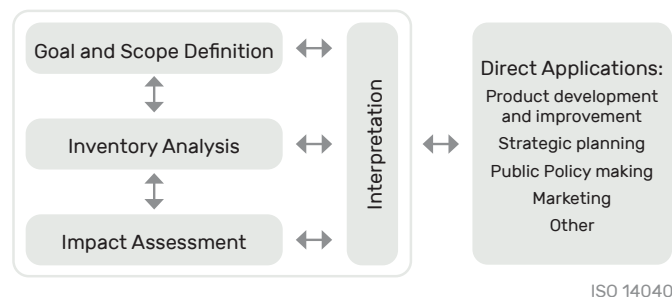 Goal and Scope Definition
Inventory Analysis
Impact Assessment
Interpretation
Direct Applications:
Product development
and improvement
Strategic planning
Public Policy making
Marketing
Other
ISO 14040